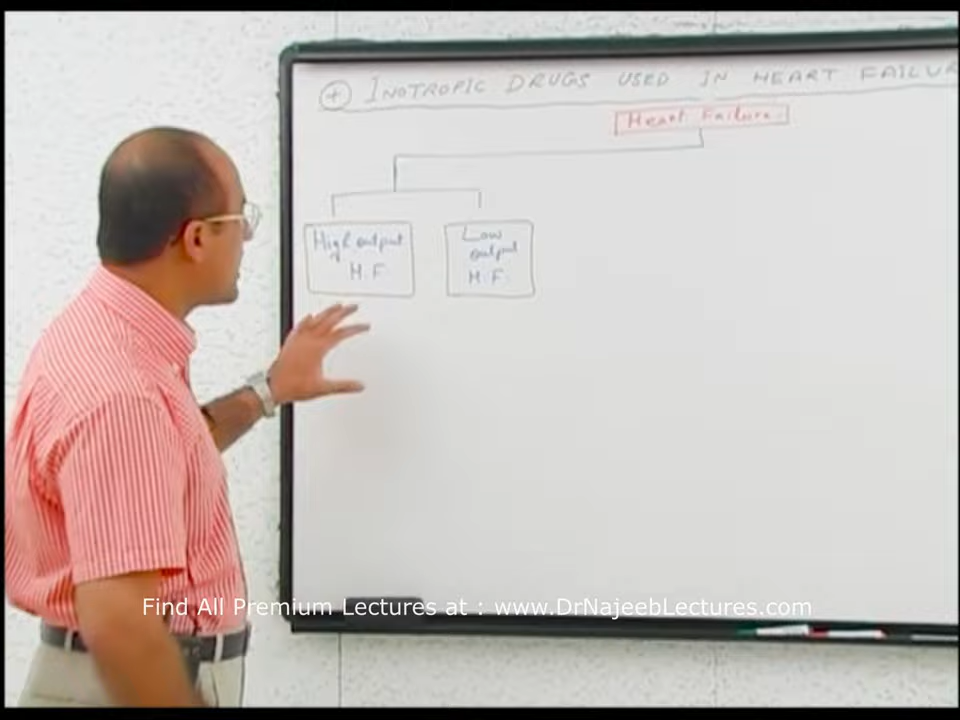 + INOTROPIC DRUGS USED IN HEART FAILUR
Heart Failure
High output
H.F
Low
output
H.F.
Find All Premium Lectures at : www.DrNajeebLectures.com